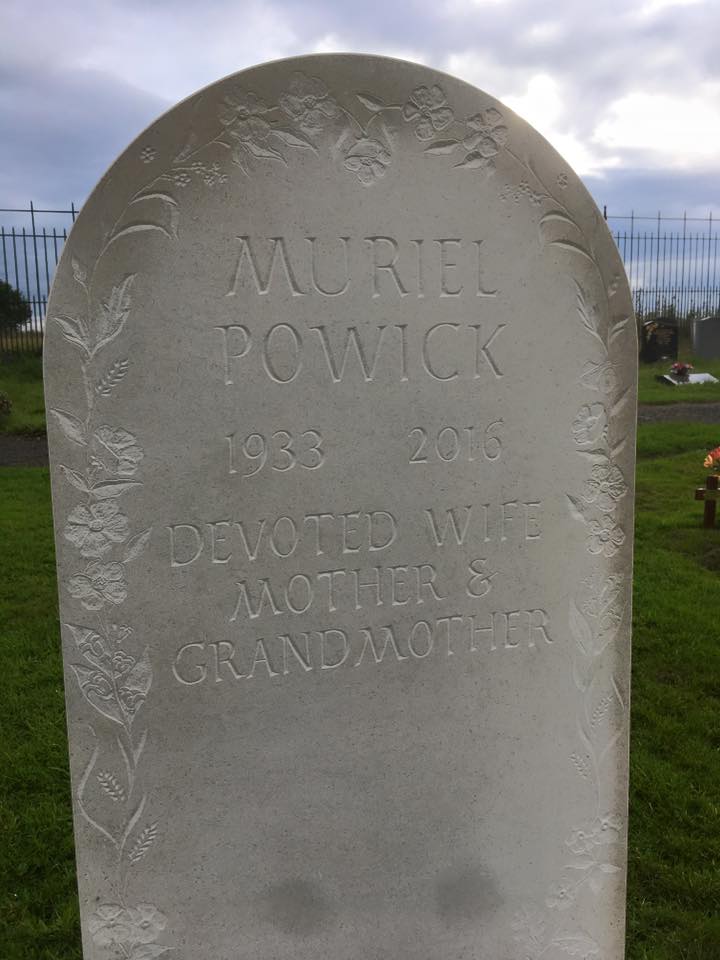 MURIEL
POWICK
1933 2016
DEVOTED WIFE
MOTHER &
GRANDMOTHER